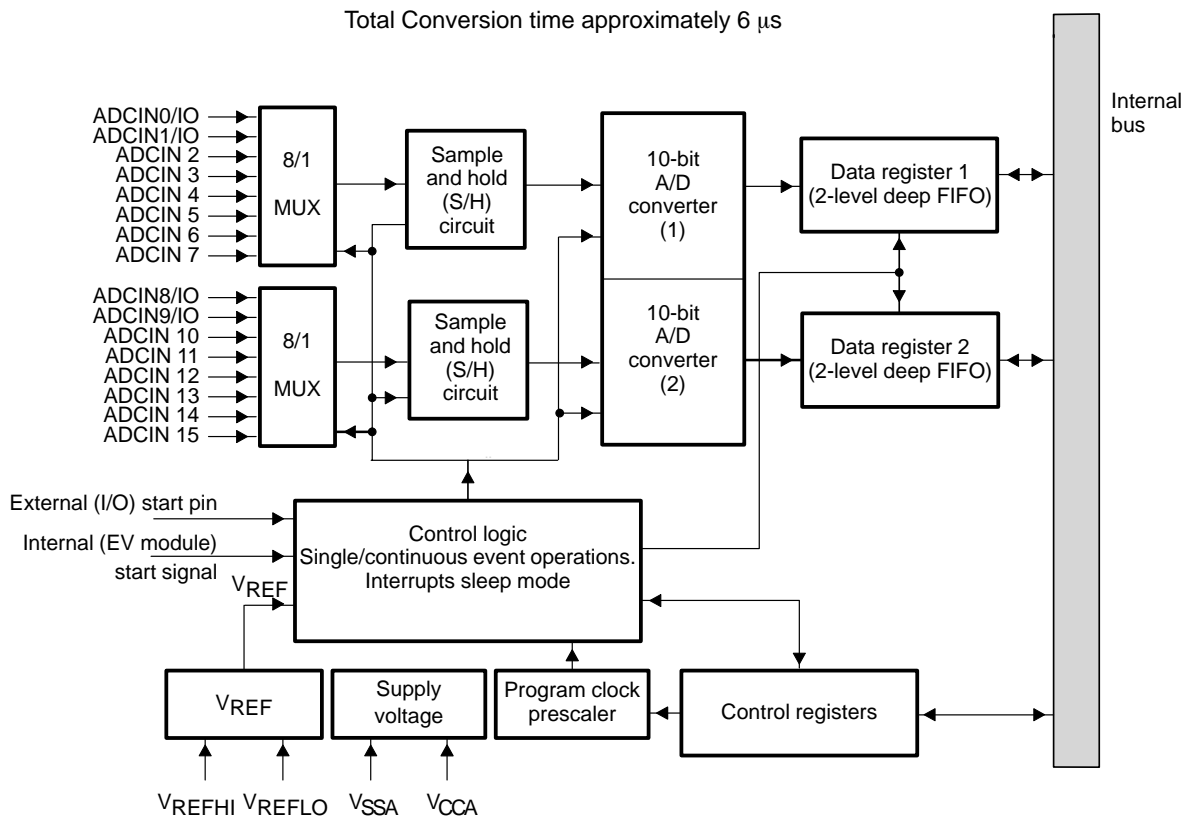 Total Conversion time approximately 6 μs
Internal
bus
ADCIN0/IO
ADCIN1/IO
ADCIN 2
ADCIN 3
ADCIN 4
ADCIN 5
ADCIN 6
ADCIN 7
8/1
MUX
Sample
and hold
(S/H)
circuit
10-bit
A/D
converter
(1)
Data register 1
(2-level deep FIFO)
ADCIN8/IO
ADCIN9/IO
ADCIN 10
ADCIN 11
ADCIN 12
ADCIN 13
ADCIN 14
ADCIN 15
8/1
MUX
Sample
and hold
(S/H)
circuit
10-bit
A/D
converter
(2)
Data register 2
(2-level deep FIFO)
External (I/O) start pin
Internal (EV module)
start signal
VREF
Control logic
Single/continuous event operations.
Interrupts sleep mode
VREF
Supply
voltage
Program clock
prescaler
Control registers
VREFHI
VREFLO
VSSA
VCCA